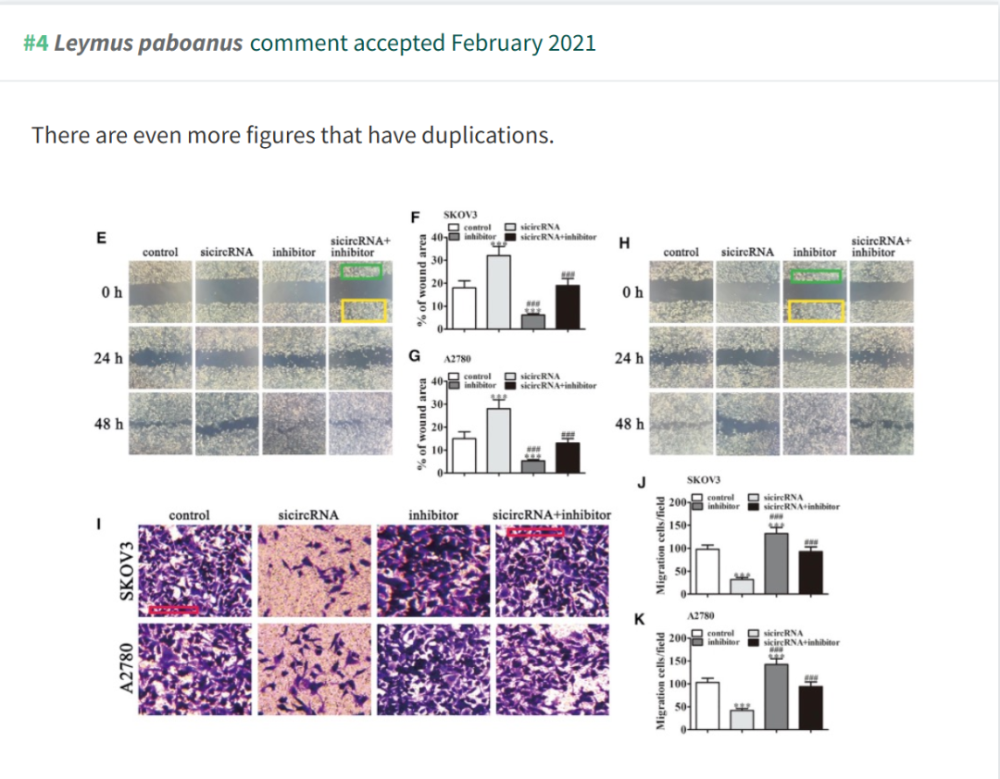 #4 Leymus paboanus comment accepted February 2021
There are even more figures that have duplications.
E
control sicircRNA inhibitor sicircRNA+
inhibitor
0 h
24 h
48 h
F SKOV3
control sicircRNA
inhibitor sicircRNA+inhibitor
% of wound area
40
30
20
10
0
***
###
***
###
G A2780
control sicircRNA
inhibitor sicircRNA+inhibitor
% of wound area
40
30
20
10
0
***
###
***
###
H
control sicircRNA inhibitor sicircRNA+
inhibitor
0 h
24 h
48 h
I
control sicircRNA inhibitor sicircRNA+inhibitor
SKOV3
A2780
J SKOV3
control sicircRNA
inhibitor sicircRNA+inhibitor
Migration cells/field
200
150
100
50
0
***
###
***
###
K A2780
control sicircRNA
inhibitor sicircRNA+inhibitor
Migration cells/field
200
150
100
50
0
***
###
***
###